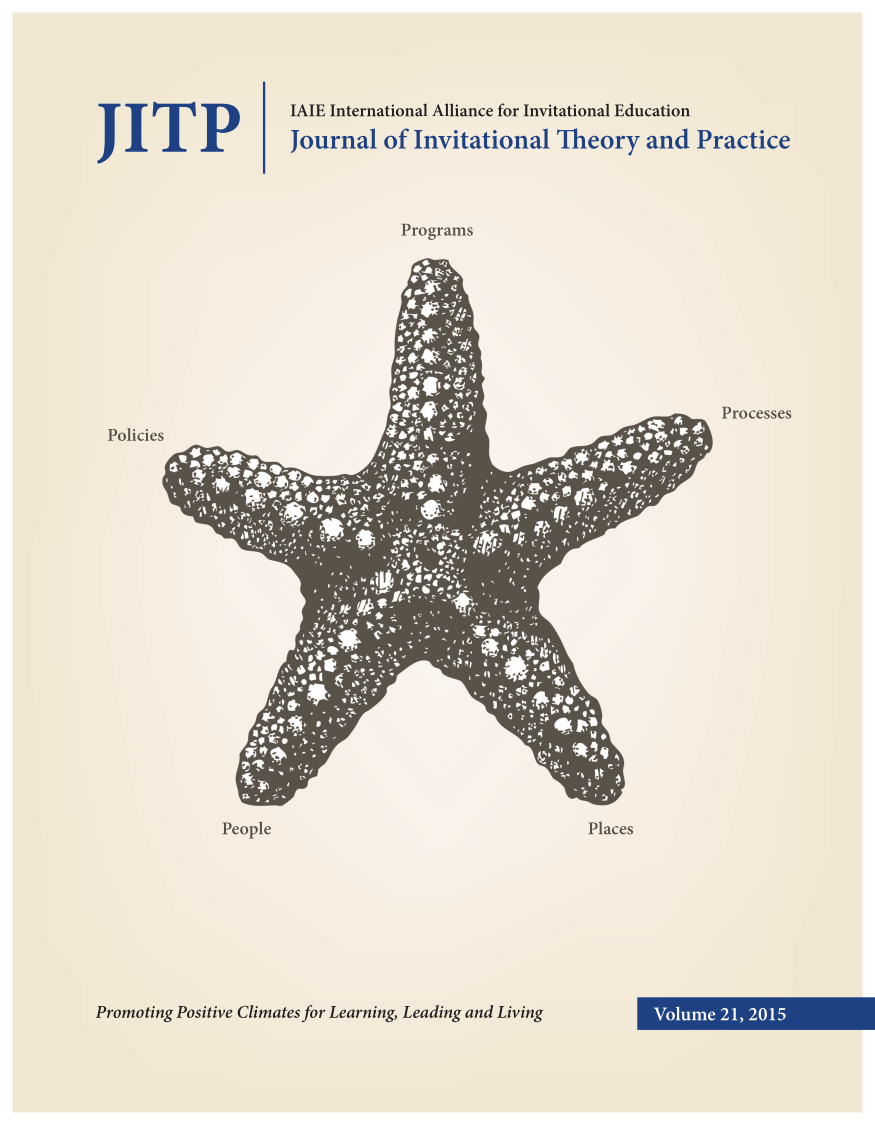 JITP
IAIE International Alliance for Invitational Education
Journal of Invitational Theory and Practice
Programs
Processes
Policies
People
Places
Promoting Positive Climates for Learning, Leading and Living
Volume 21, 2015